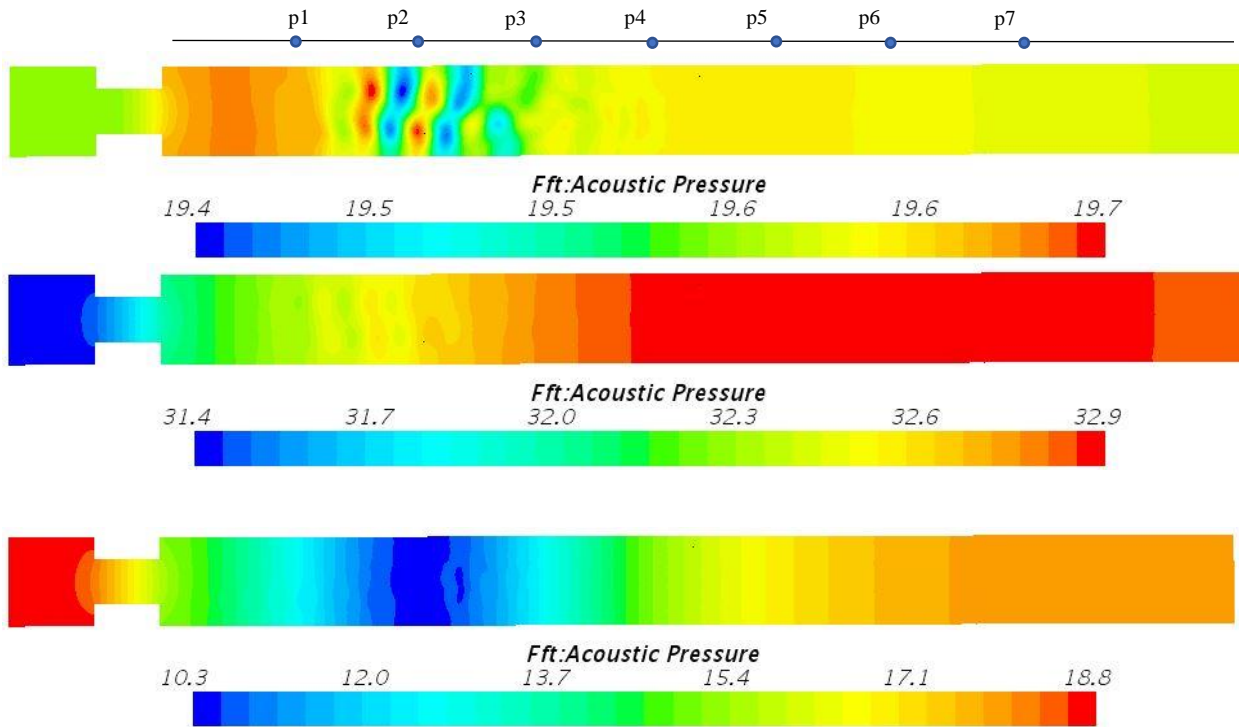 p1 p2 p3 p4 p5 p6 p7
Fft:Acoustic Pressure
19.4 19.5 19.5 19.6 19.6 19.7
Fft:Acoustic Pressure
31.4 31.7 32.0 32.3 32.6 32.9
Fft:Acoustic Pressure
10.3 12.0 13.7 15.4 17.1 18.8